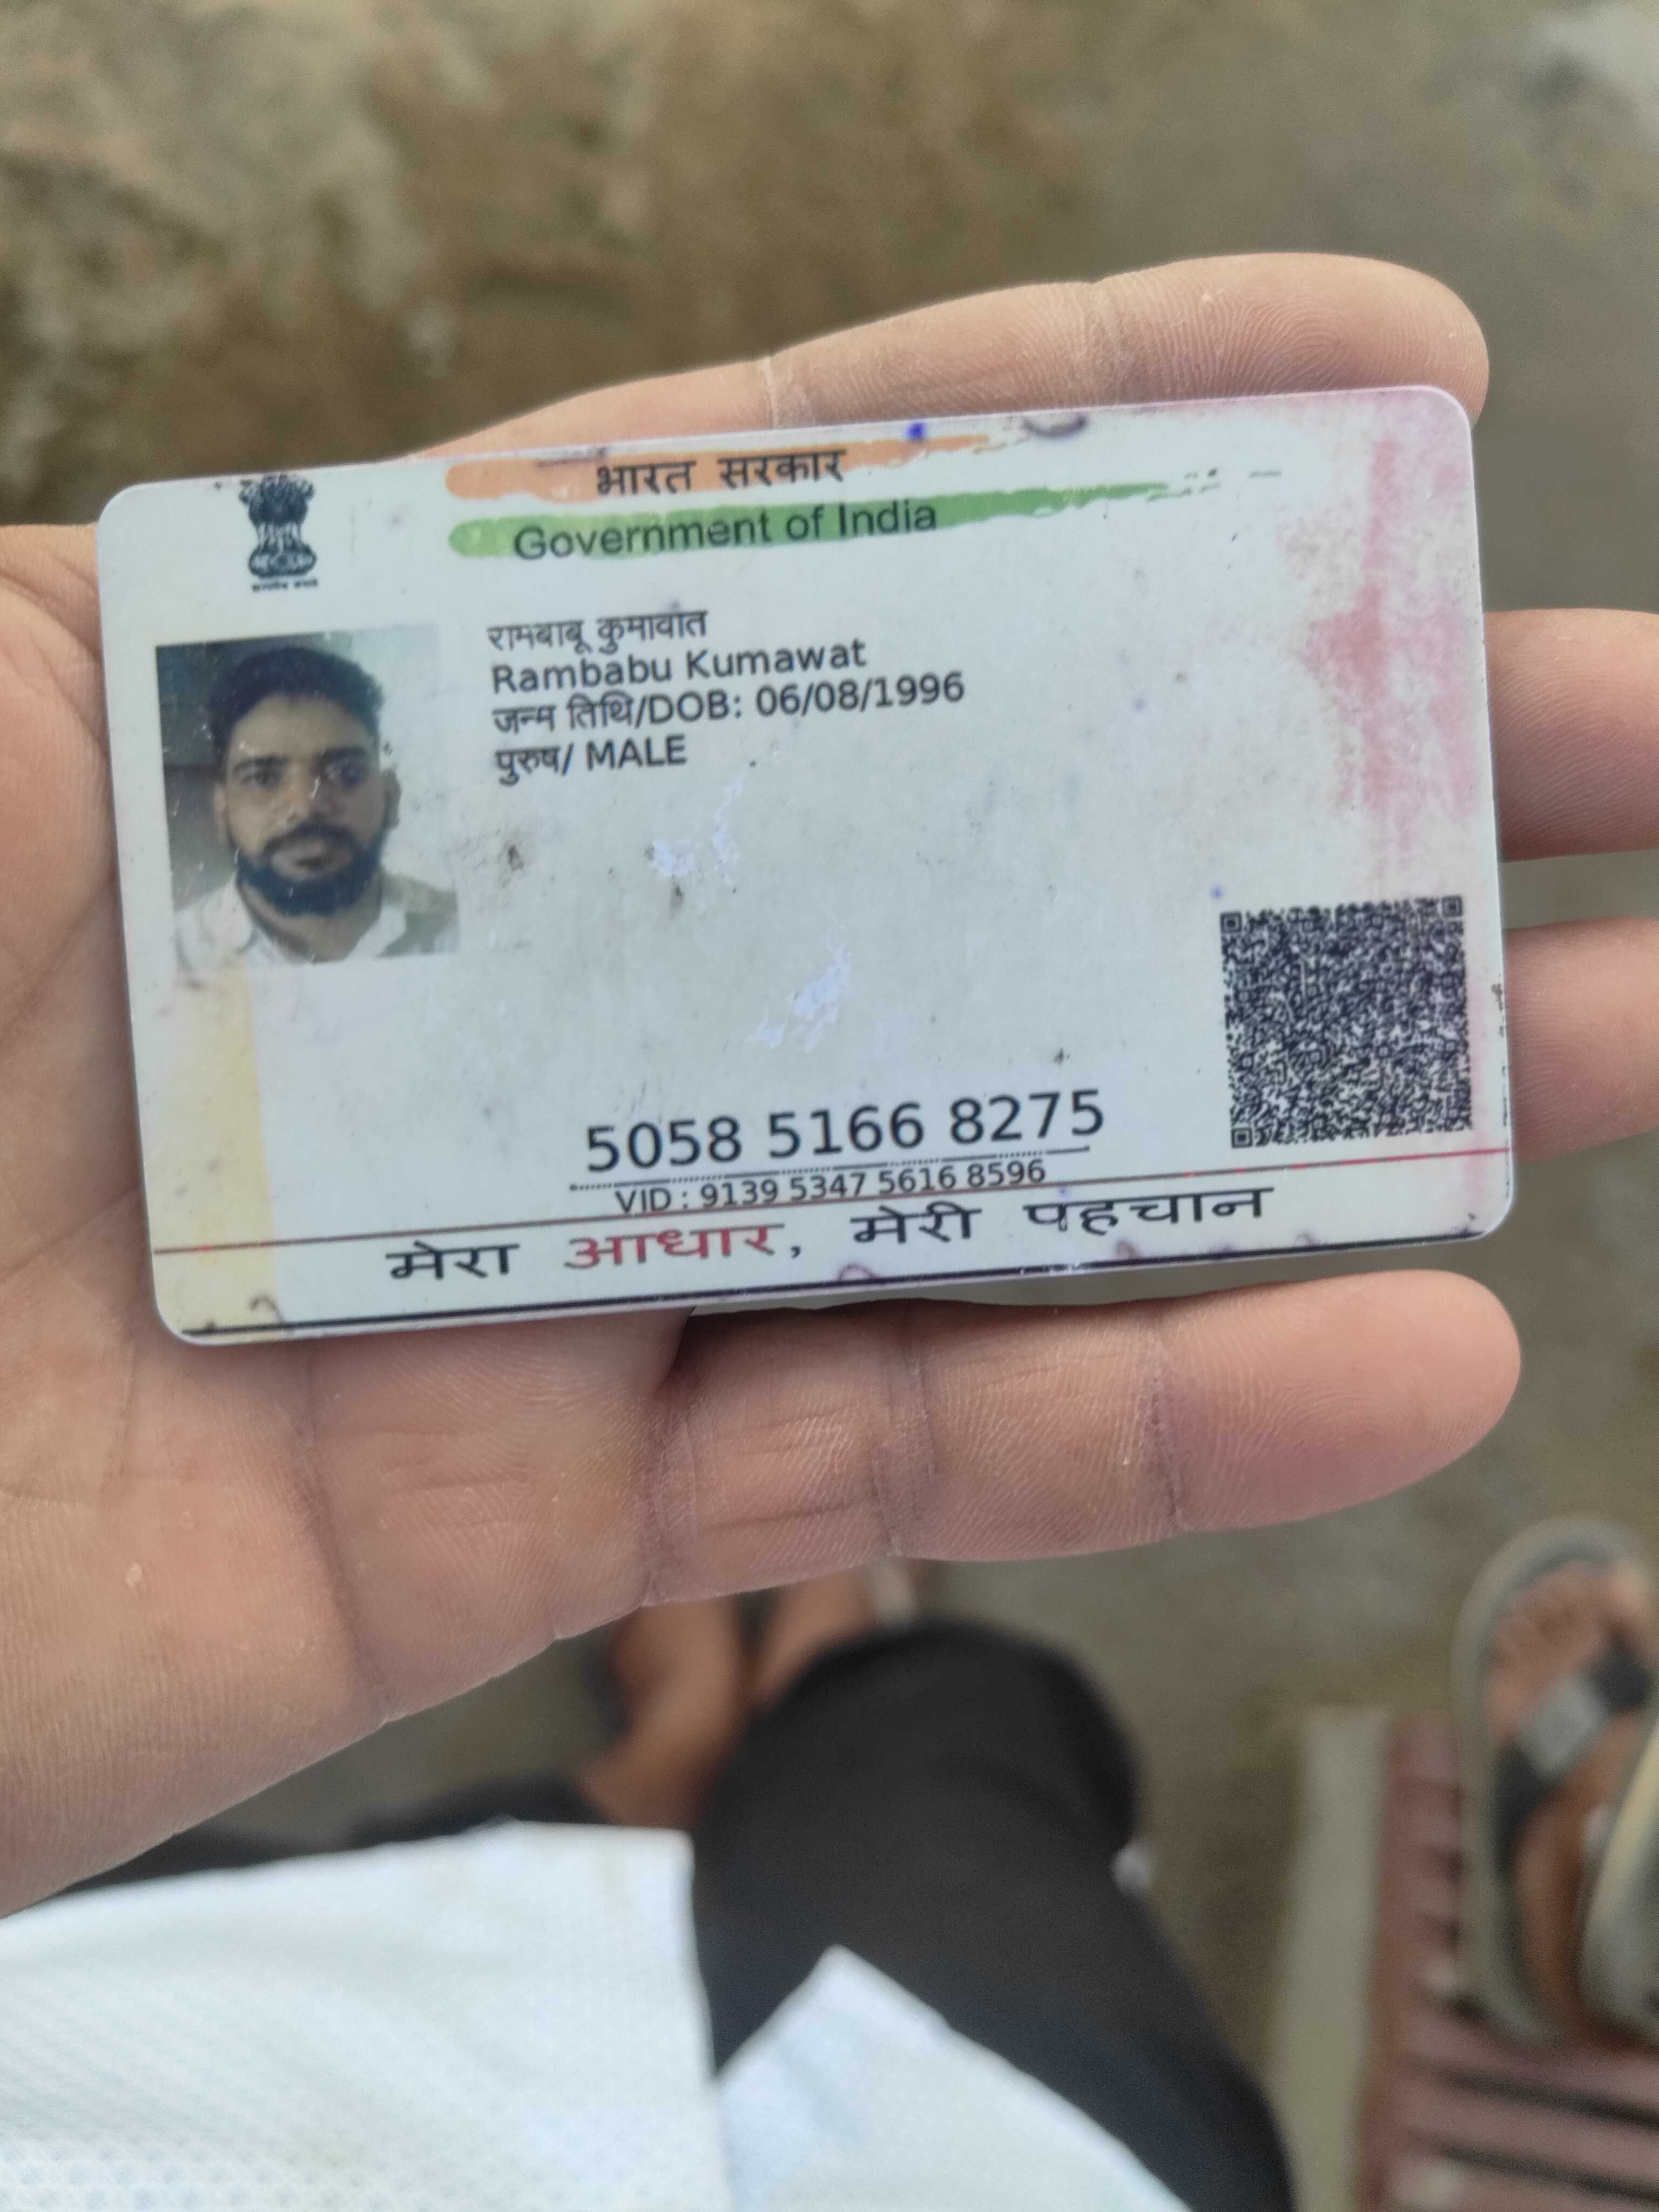 भारत सरकार
Government of India
रामबाबू कुमावात
Rambabu Kumawat
जन्म तिथि/DOB: 06/08/1996
पुरुष/ MALE
5058 5166 8275
VID : 9139 5347 5616 8596
मेरा आधार, मेरी पहचान